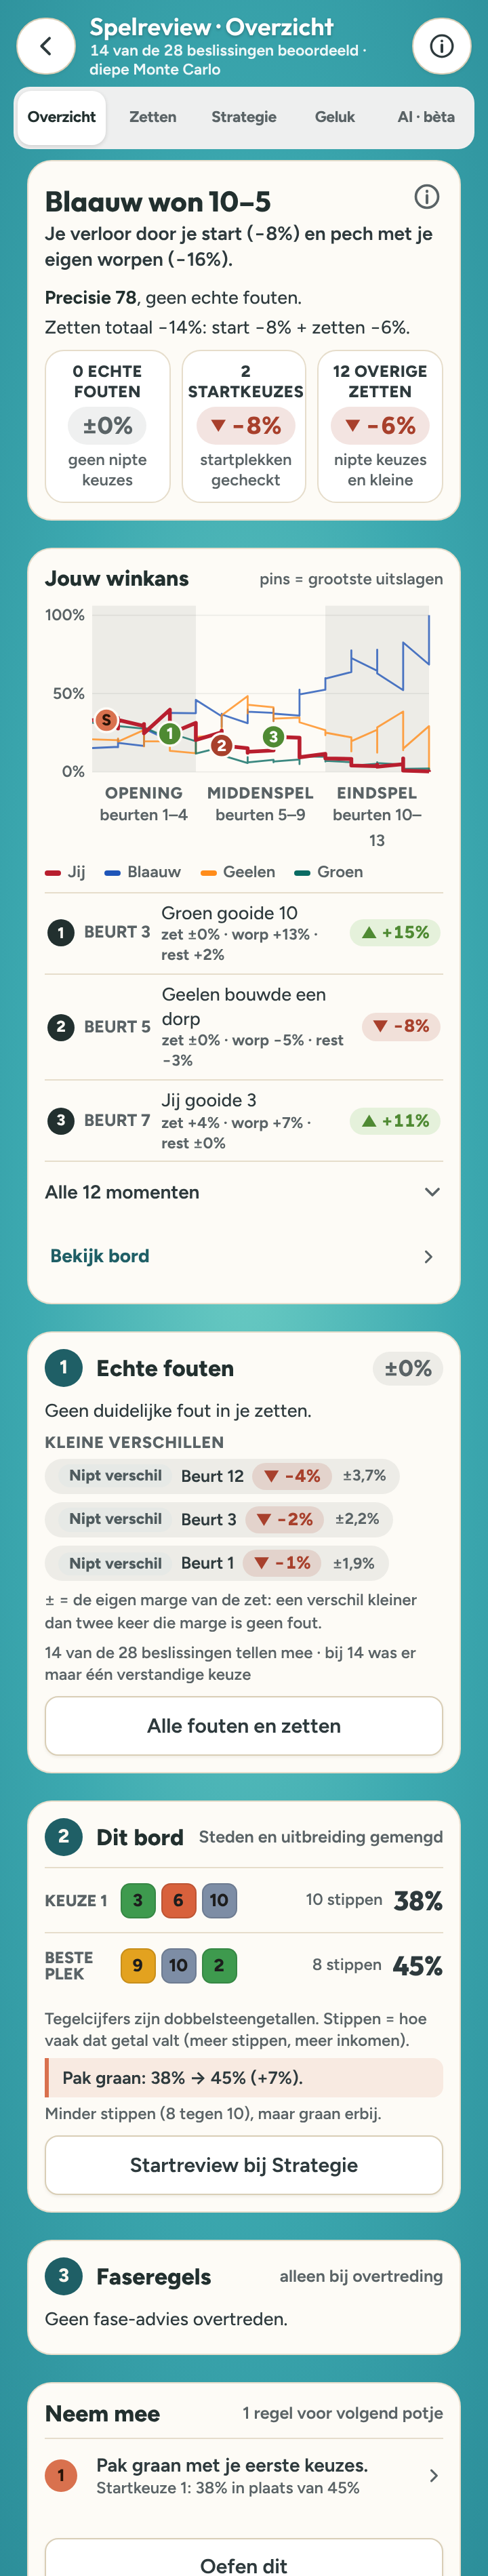 Spelreview · Overzicht
14 van de 28 beslissingen beoordeeld ·
diepe Monte Carlo
Overzicht Zetten Strategie Geluk AI · bèta
Blaauw won 10–5
Je verloor door je start (−8%) en pech met je
eigen worpen (−16%).
Precisie 78, geen echte fouten.
Zetten totaal −14%: start −8% + zetten −6%.
0 ECHTE
FOUTEN
±0%
geen nipte
keuzes
2
STARTKEUZES
▼ −8%
startplekken
gecheckt
12 OVERIGE
ZETTEN
▼ −6%
nipte keuzes
en kleine
Jouw winkans pins = grootste uitslagen
100%
50%
0%
S 1 2 3
OPENING MIDDENSPEL EINDSPEL
beurten 1–4 beurten 5–9 beurten 10–
13
Jij Blaauw Geelen Groen
1 BEURT 3
Groen gooide 10
zet ±0% · worp +13% ·
rest +2%
▲ +15%
2 BEURT 5
Geelen bouwde een
dorp
zet ±0% · worp −5% · rest
−3%
▼ −8%
3 BEURT 7
Jij gooide 3
zet +4% · worp +7% ·
rest ±0%
▲ +11%
Alle 12 momenten
Bekijk bord
1 Echte fouten ±0%
Geen duidelijke fout in je zetten.
KLEINE VERSCHILLEN
Nipt verschil Beurt 12 ▼ −4% ±3,7%
Nipt verschil Beurt 3 ▼ −2% ±2,2%
Nipt verschil Beurt 1 ▼ −1% ±1,9%
± = de eigen marge van de zet: een verschil kleiner
dan twee keer die marge is geen fout.
14 van de 28 beslissingen tellen mee · bij 14 was er
maar één verstandige keuze
Alle fouten en zetten
2 Dit bord Steden en uitbreiding gemengd
KEUZE 1 3 6 10 10 stippen 38%
BESTE
PLEK
9 10 2 8 stippen 45%
Tegelcijfers zijn dobbelsteengetallen. Stippen = hoe
vaak dat getal valt (meer stippen, meer inkomen).
Pak graan: 38% → 45% (+7%).
Minder stippen (8 tegen 10), maar graan erbij.
Startreview bij Strategie
3 Faseregels alleen bij overtreding
Geen fase-advies overtreden.
Neem mee 1 regel voor volgend potje
1 Pak graan met je eerste keuzes.
Startkeuze 1: 38% in plaats van 45%
Oefen dit